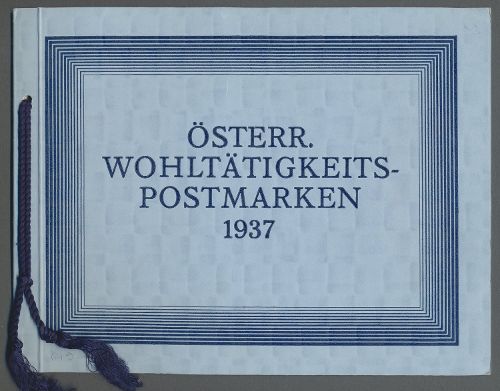 ÖSTERR.
WOHLTÄTIGKEITS-
POSTMARKEN
1937